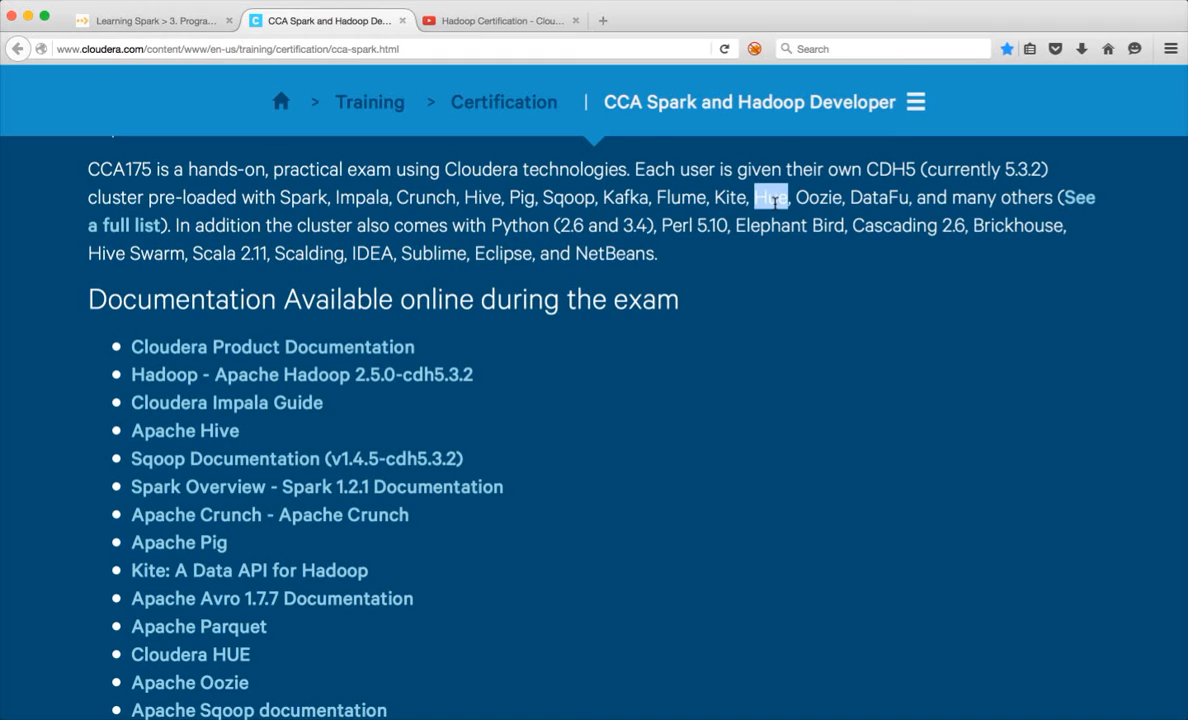 Learning Spark > 3. Progra...
CCA Spark and Hadoop De...
Hadoop Certification - Clou...
www.cloudera.com/content/www/en-us/training/certification/cca-spark.html
Search
> Training > Certification | CCA Spark and Hadoop Developer
CCA175 is a hands-on, practical exam using Cloudera technologies. Each user is given their own CDH5 (currently 5.3.2)
cluster pre-loaded with Spark, Impala, Crunch, Hive, Pig, Sqoop, Kafka, Flume, Kite, Hue, Oozie, DataFu, and many others (See
a full list). In addition the cluster also comes with Python (2.6 and 3.4), Perl 5.10, Elephant Bird, Cascading 2.6, Brickhouse,
Hive Swarm, Scala 2.11, Scalding, IDEA, Sublime, Eclipse, and NetBeans.
Documentation Available online during the exam
Cloudera Product Documentation
Hadoop - Apache Hadoop 2.5.0-cdh5.3.2
Cloudera Impala Guide
Apache Hive
Sqoop Documentation (v1.4.5-cdh5.3.2)
Spark Overview - Spark 1.2.1 Documentation
Apache Crunch - Apache Crunch
Apache Pig
Kite: A Data API for Hadoop
Apache Avro 1.7.7 Documentation
Apache Parquet
Cloudera HUE
Apache Oozie
Apache Sqoop documentation